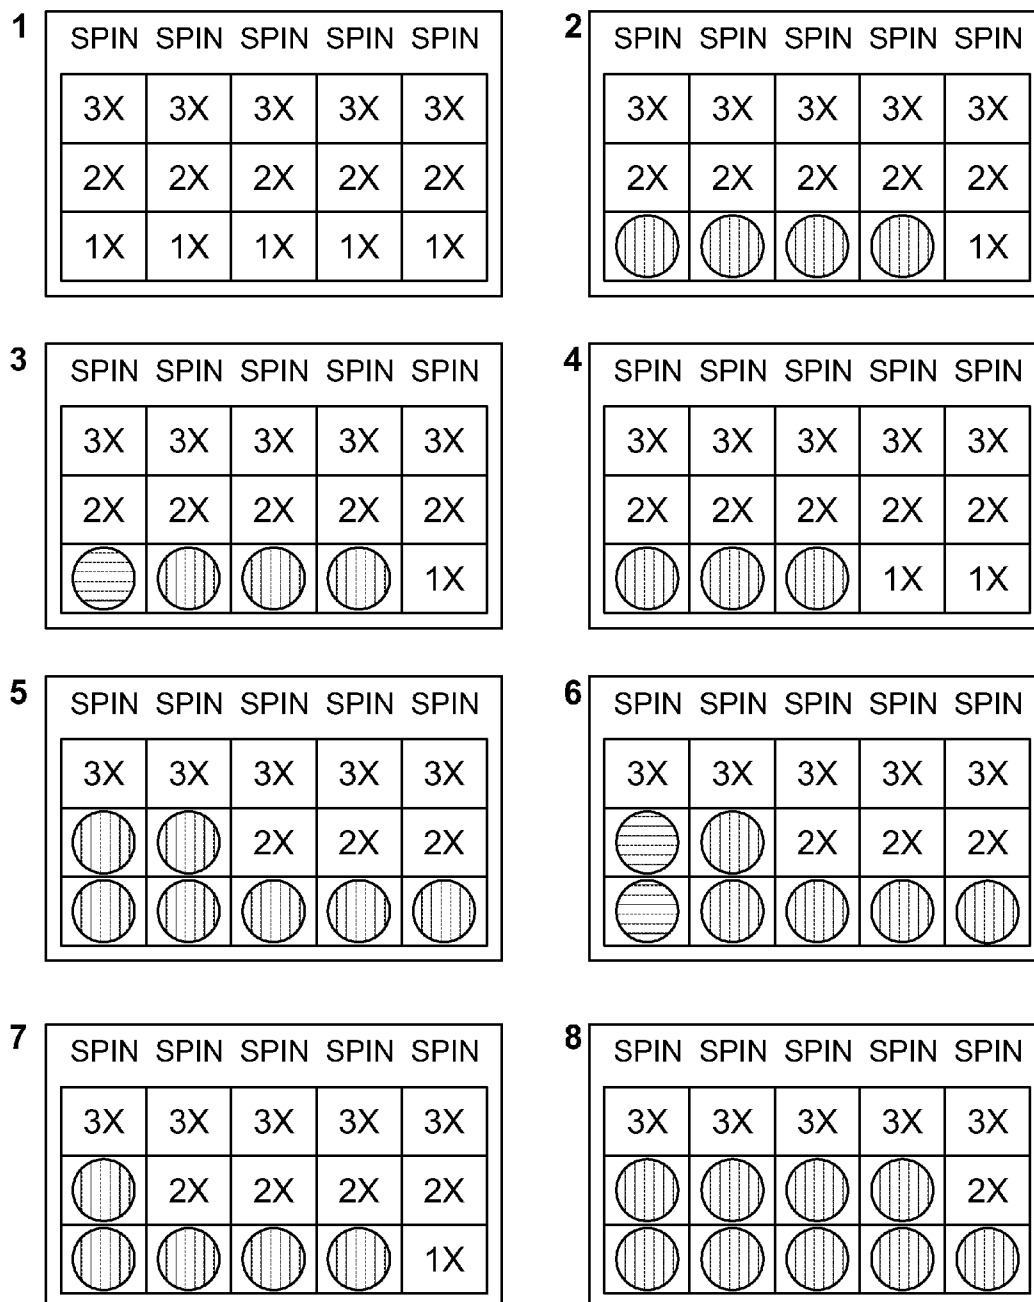 1
SPIN SPIN SPIN SPIN SPIN
3X 3X 3X 3X 3X
2X 2X 2X 2X 2X
1X 1X 1X 1X 1X
2
SPIN SPIN SPIN SPIN SPIN
3X 3X 3X 3X 3X
2X 2X 2X 2X 2X
1X
3
SPIN SPIN SPIN SPIN SPIN
3X 3X 3X 3X 3X
2X 2X 2X 2X 2X
1X
4
SPIN SPIN SPIN SPIN SPIN
3X 3X 3X 3X 3X
2X 2X 2X 2X 2X
1X 1X
5
SPIN SPIN SPIN SPIN SPIN
3X 3X 3X 3X 3X
2X 2X 2X
6
SPIN SPIN SPIN SPIN SPIN
3X 3X 3X 3X 3X
2X 2X 2X
7
SPIN SPIN SPIN SPIN SPIN
3X 3X 3X 3X 3X
2X 2X 2X 2X
1X
8
SPIN SPIN SPIN SPIN SPIN
3X 3X 3X 3X 3X
2X